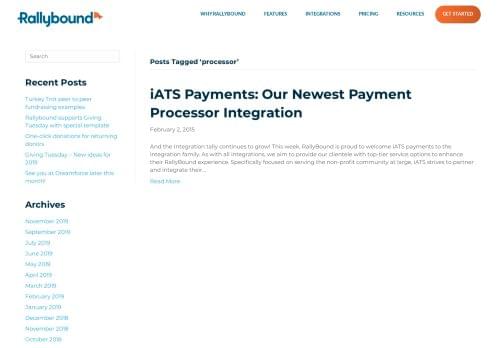 Rallybound
WHY RALLYBOUND
FEATURES
INTEGRATIONS
PRICING
RESOURCES
GET STARTED
Search
Recent Posts
Turkey Trot peer to peer
fundraising examples
Rallybound supports Giving
Tuesday with special template
One-click donations for returning
donors
Giving Tuesday – New ideas for
2019
See you at Dreamforce later this
month!
Archives
November 2019
September 2019
July 2019
June 2019
May 2019
April 2019
March 2019
February 2019
January 2019
December 2018
November 2018
October 2018
Posts Tagged ‘processor’
iATS Payments: Our Newest Payment
Processor Integration
February 2, 2015
And the Integration tally continues to grow! This week, RallyBound is proud to welcome iATS payments to the
integration family. As with all integrations, we aim to provide our clientele with top-tier service options to enhance
their RallyBound experience. Specifically focused on serving the non-profit community at large, iATS strives to partner
and integrate their...
Read More